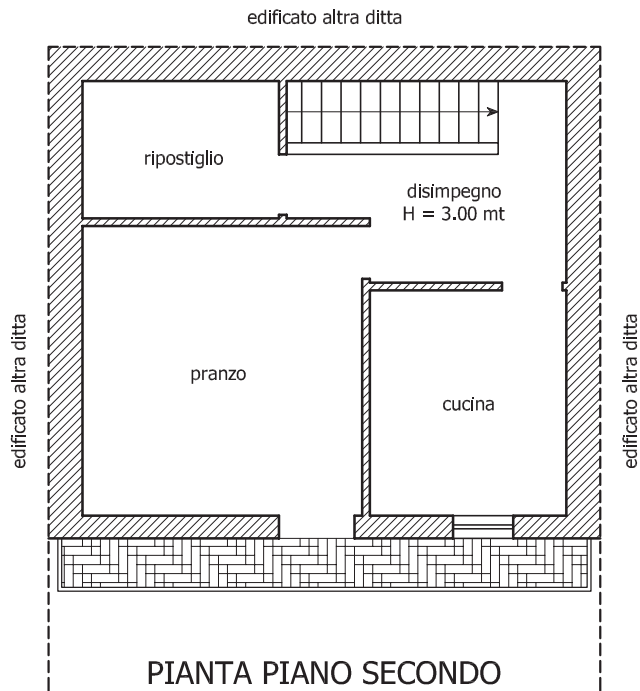 edificato altra ditta
ripostiglio
disimpegno
H = 3.00 mt
edificato altra ditta
pranzo
cucina
edificato altra ditta
PIANTA PIANO SECONDO